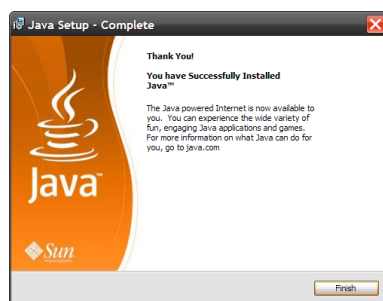 Java Setup - Complete
Thank You!
You have Successfully Installed
Java™
The Java powered Internet is now available to
you. You can experience the wide variety of
fun, engaging Java applications and games.
For more information on what Java can do for
you, go to java.com
Java™
Sun
Finish